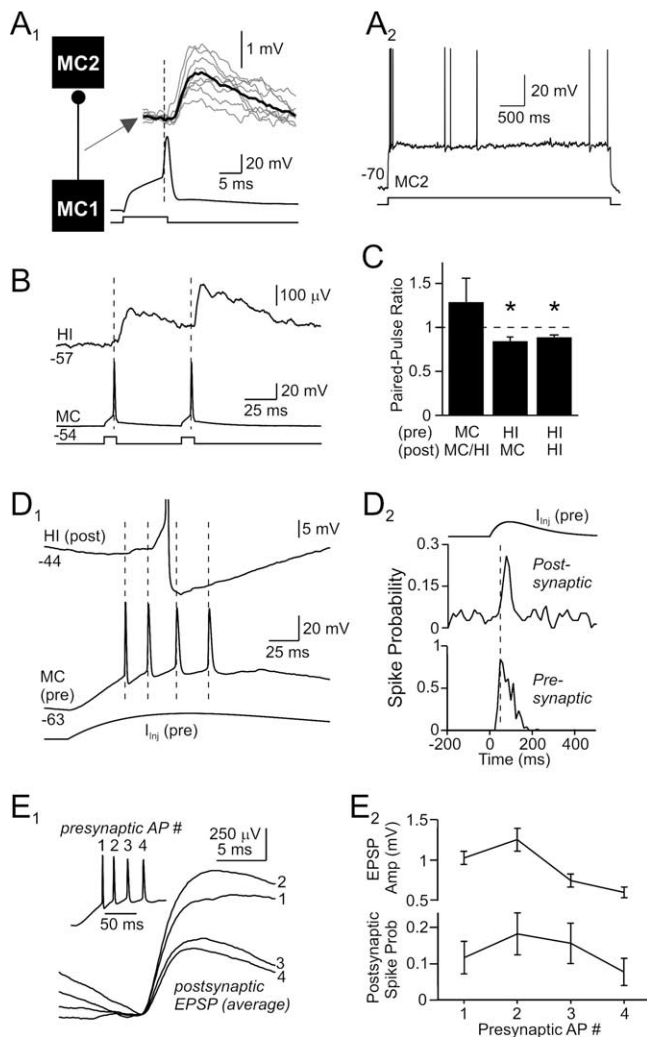 A1
MC2
MC1
1 mV
20 mV
5 ms
A2
20 mV
500 ms
-70
MC2
B
100 µV
HI
-57
20 mV
25 ms
MC
-54
C
Paired-Pulse Ratio
1.5
1
0.5
0
* *
(pre) MC HI HI
(post) MC/HI MC HI
D1
HI (post)
-44
5 mV
20 mV
25 ms
MC
(pre)
-63
IInj (pre)
D2
IInj (pre)
Spike Probability
0.3
0.15
0
Post-
synaptic
1
0.5
0
Pre-
synaptic
-200 0 200 400
Time (ms)
E1
presynaptic AP #
1 2 3 4
50 ms
250 µV
5 ms
2
1
3
4
postsynaptic
EPSP (average)
E2
EPSP
Amp (mV)
1.5
1
0.5
Postsynaptic
Spike Prob
0.2
0.1
0
1 2 3 4
Presynaptic AP #